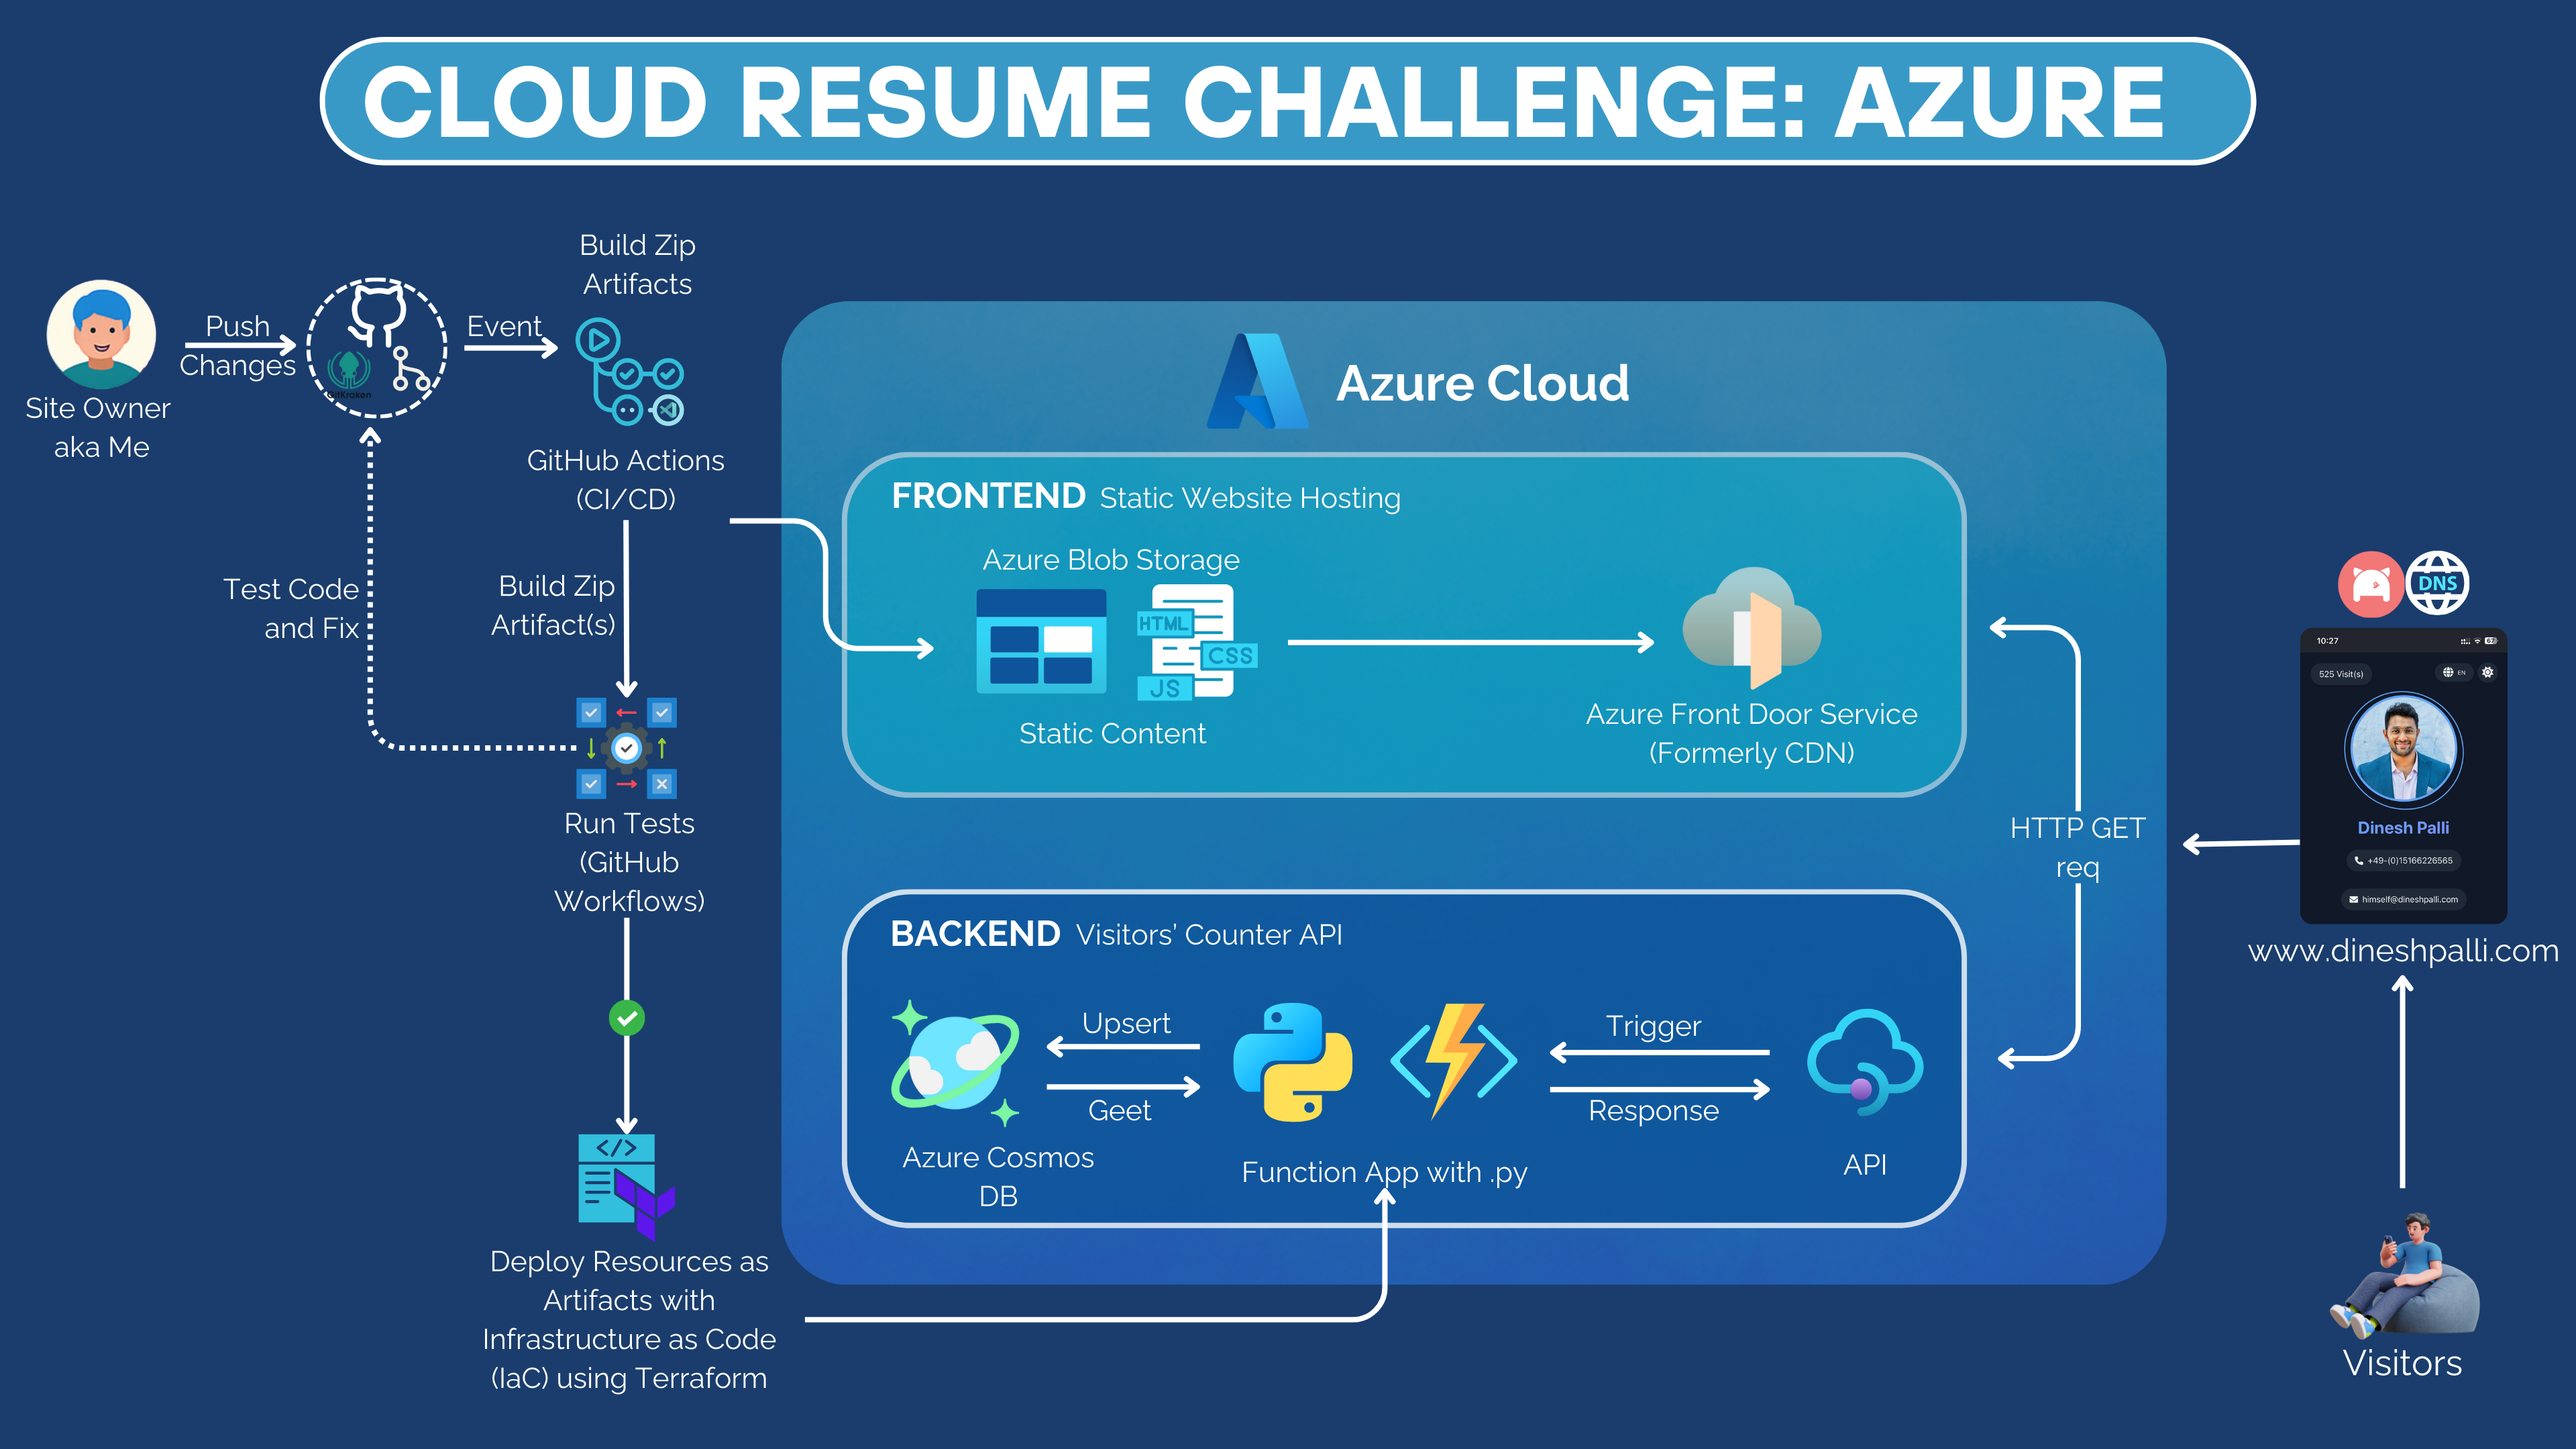 CLOUD RESUME CHALLENGE: AZURE
Build Zip
Artifacts
Push
Changes
Event
GitKraken
Site Owner
aka Me
GitHub Actions
(CI/CD)
Test Code
and Fix
Build Zip
Artifact(s)
Run Tests
(GitHub
Workflows)
Deploy Resources as
Artifacts with
Infrastructure as Code
(IaC) using Terraform
Azure Cloud
FRONTEND Static Website Hosting
Azure Blob Storage
HTML
CSS
JS
Static Content
Azure Front Door Service
(Formerly CDN)
HTTP GET
req
BACKEND Visitors’ Counter API
Upsert
Geet
Trigger
Response
Azure Cosmos
DB
Function App with .py
API
DNS
10:27
525 Visit(s)
EN
Dinesh Palli
+49-(0)15166226565
himself@dineshpalli.com
www.dineshpalli.com
Visitors